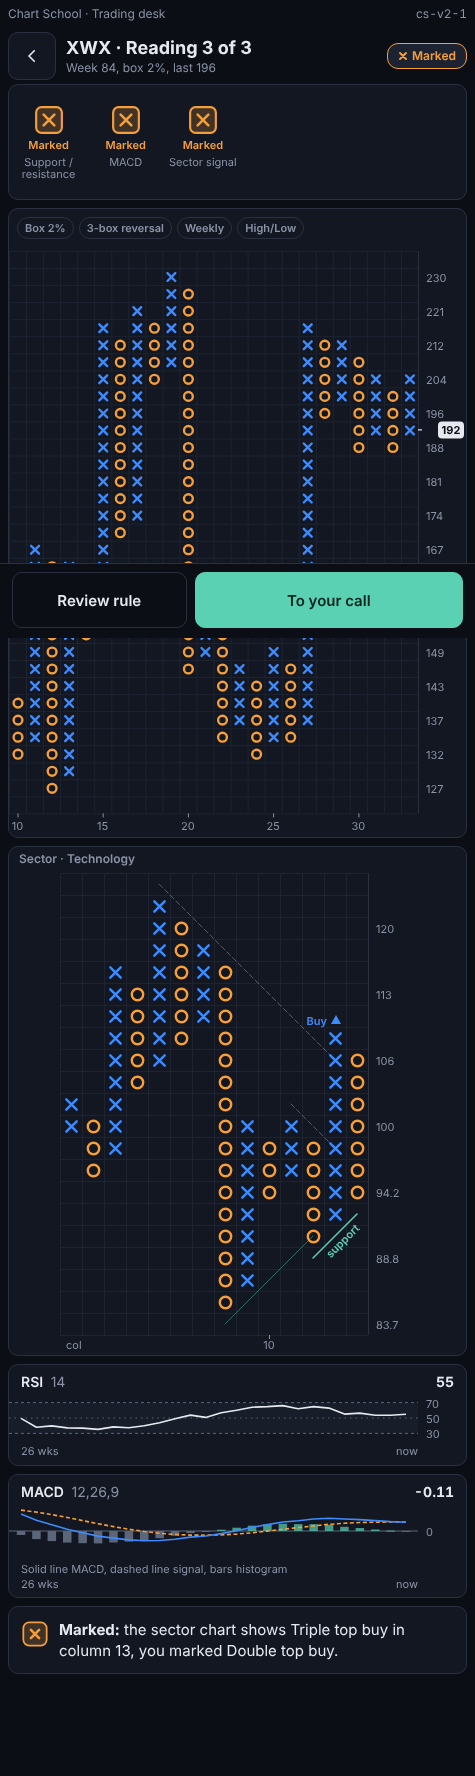 Chart School · Trading desk
cs-v2-1
XWX · Reading 3 of 3
Week 84, box 2%, last 196
Marked
Marked
Marked
Marked
Support / resistance
MACD
Sector signal
Box 2%
3-box reversal
Weekly
High/Low
230
221
212
204
196
192
188
181
174
167
Review rule
To your call
149
143
137
132
127
10
15
20
25
30
Sector · Technology
120
113
Buy
106
100
94.2
support
88.8
83.7
col
10
RSI 14
55
70
50
30
26 wks
now
MACD 12,26,9
-0.11
0
Solid line MACD, dashed line signal, bars histogram
26 wks
now
Marked: the sector chart shows Triple top buy in
column 13, you marked Double top buy.